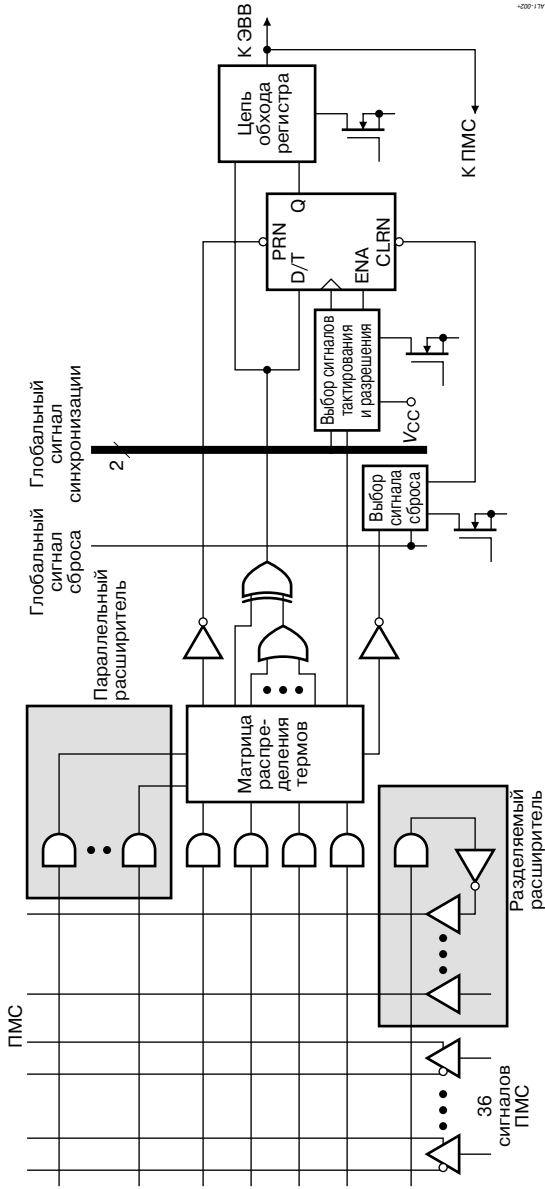 ПМС
36
сигналов
ПМС
Разделяемый
расширитель
Параллельный
расширитель
Матрица
распре-
деления
термов
Глобальный
сигнал
сброса
Глобальный
сигнал
синхронизации
2
Выбор
сигнала
сброса
VCC
Выбор сигналов
тактирования
и разрешения
PRN
D/T
Q
ENA
CLRN
Цепь
обхода
регистра
К ЭВВ
К ПМС